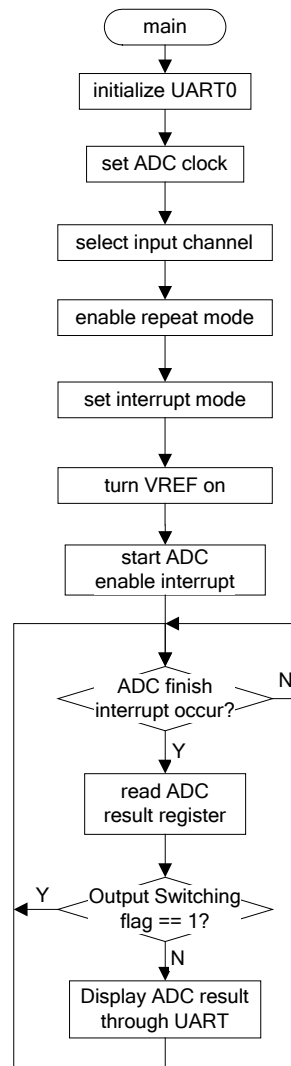 main
initialize UART0
set ADC clock
select input channel
enable repeat mode
set interrupt mode
turn VREF on
start ADC
enable interrupt
ADC finish
interrupt occur?
N
Y
read ADC
result register
Output Switching
flag == 1?
Y
N
Display ADC result
through UART